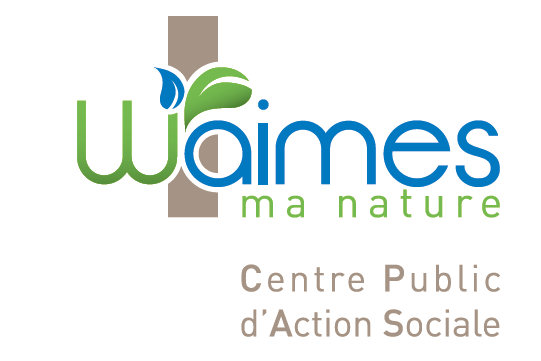 Waimes
ma nature
Centre Public
d'Action Sociale